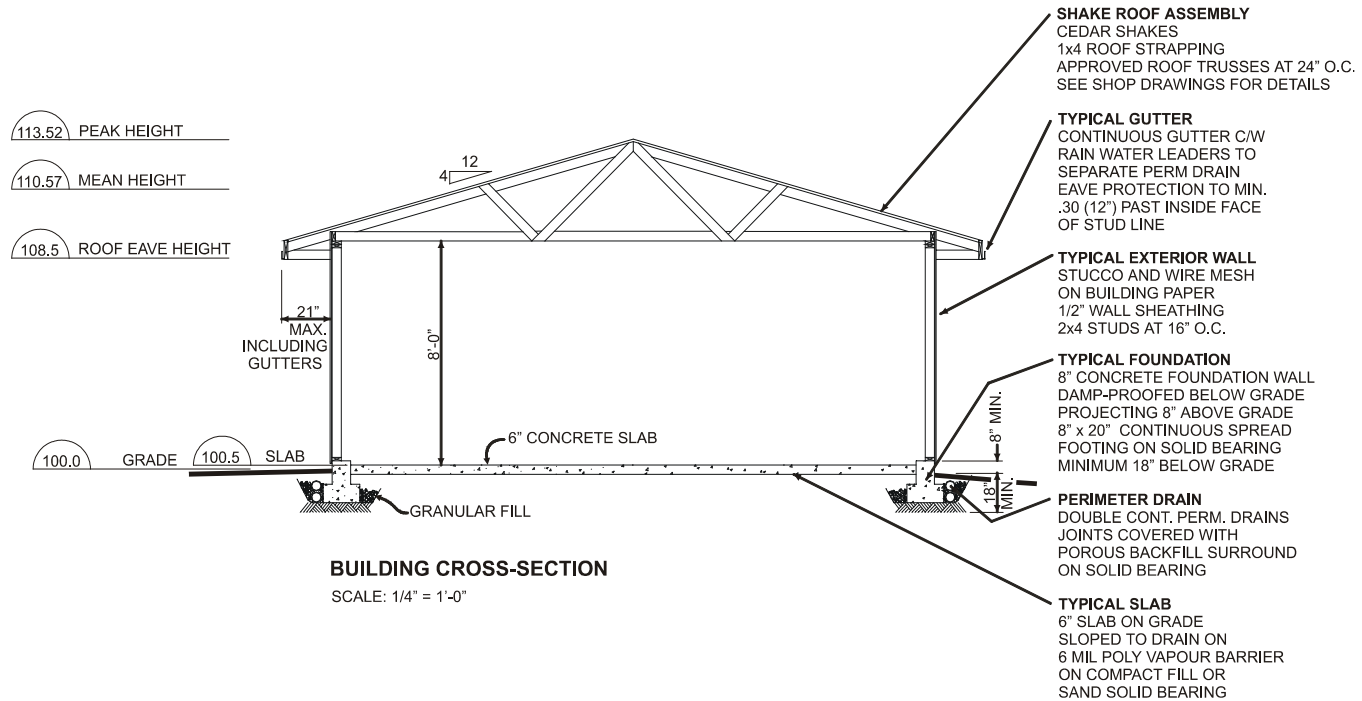 113.52 PEAK HEIGHT
110.57 MEAN HEIGHT
108.5 ROOF EAVE HEIGHT
12
4
21”
MAX.
INCLUDING
GUTTERS
8’-0”
100.0 GRADE 100.5 SLAB
6” CONCRETE SLAB
GRANULAR FILL
8” MIN.
18”
MIN.
BUILDING CROSS-SECTION
SCALE: 1/4” = 1’-0”
SHAKE ROOF ASSEMBLY
CEDAR SHAKES
1x4 ROOF STRAPPING
APPROVED ROOF TRUSSES AT 24” O.C.
SEE SHOP DRAWINGS FOR DETAILS
TYPICAL GUTTER
CONTINUOUS GUTTER C/W
RAIN WATER LEADERS TO
SEPARATE PERM DRAIN
EAVE PROTECTION TO MIN.
.30 (12”) PAST INSIDE FACE
OF STUD LINE
TYPICAL EXTERIOR WALL
STUCCO AND WIRE MESH
ON BUILDING PAPER
1/2” WALL SHEATHING
2x4 STUDS AT 16” O.C.
TYPICAL FOUNDATION
8” CONCRETE FOUNDATION WALL
DAMP-PROOFED BELOW GRADE
PROJECTING 8” ABOVE GRADE
8” x 20” CONTINUOUS SPREAD
FOOTING ON SOLID BEARING
MINIMUM 18” BELOW GRADE
PERIMETER DRAIN
DOUBLE CONT. PERM. DRAINS
JOINTS COVERED WITH
POROUS BACKFILL SURROUND
ON SOLID BEARING
TYPICAL SLAB
6” SLAB ON GRADE
SLOPED TO DRAIN ON
6 MIL POLY VAPOUR BARRIER
ON COMPACT FILL OR
SAND SOLID BEARING